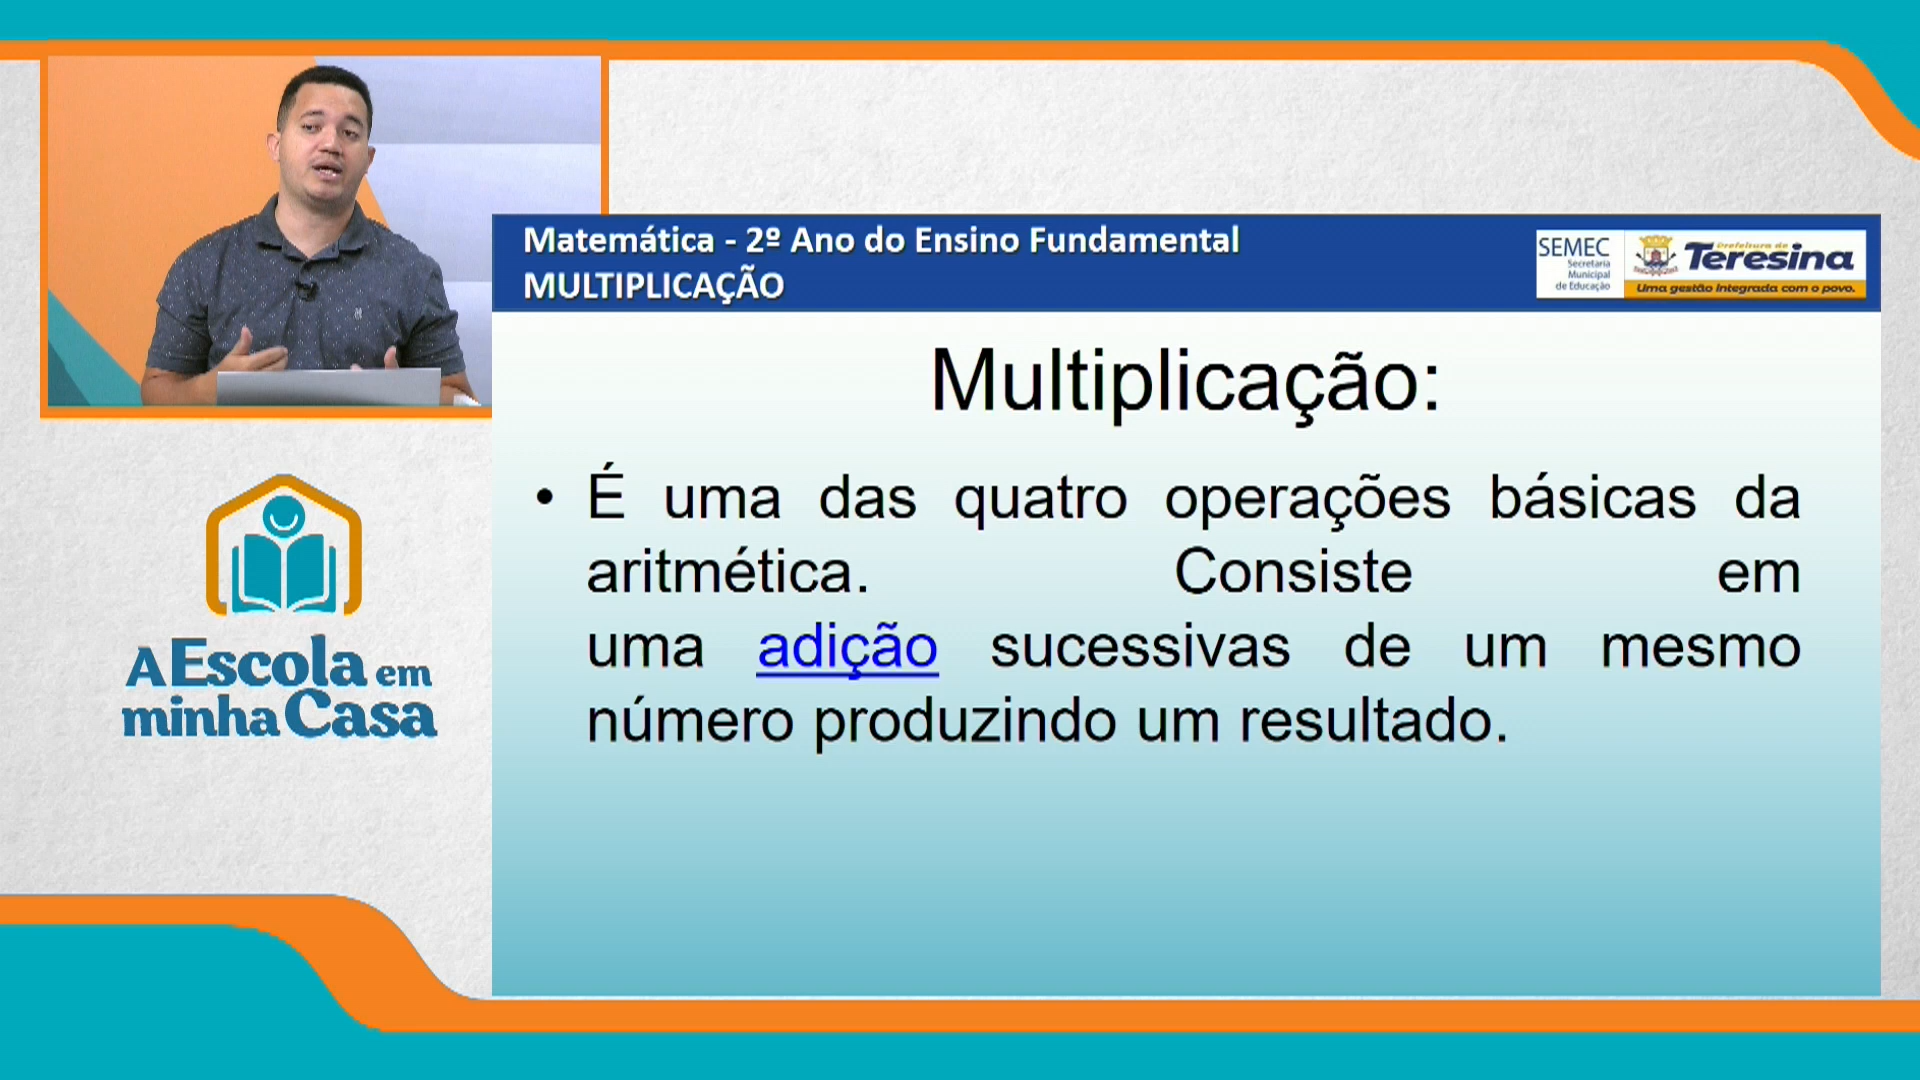 Matemática - 2º Ano do Ensino Fundamental
MULTIPLICAÇÃO
SEMEC
Secretaria
Municipal
de Educação
Prefeitura de
Teresina
Uma gestão integrada com o povo.
Multiplicação:
• É uma das quatro operações básicas da
aritmética. Consiste em
uma adição sucessivas de um mesmo
número produzindo um resultado.
A Escola em
minha Casa